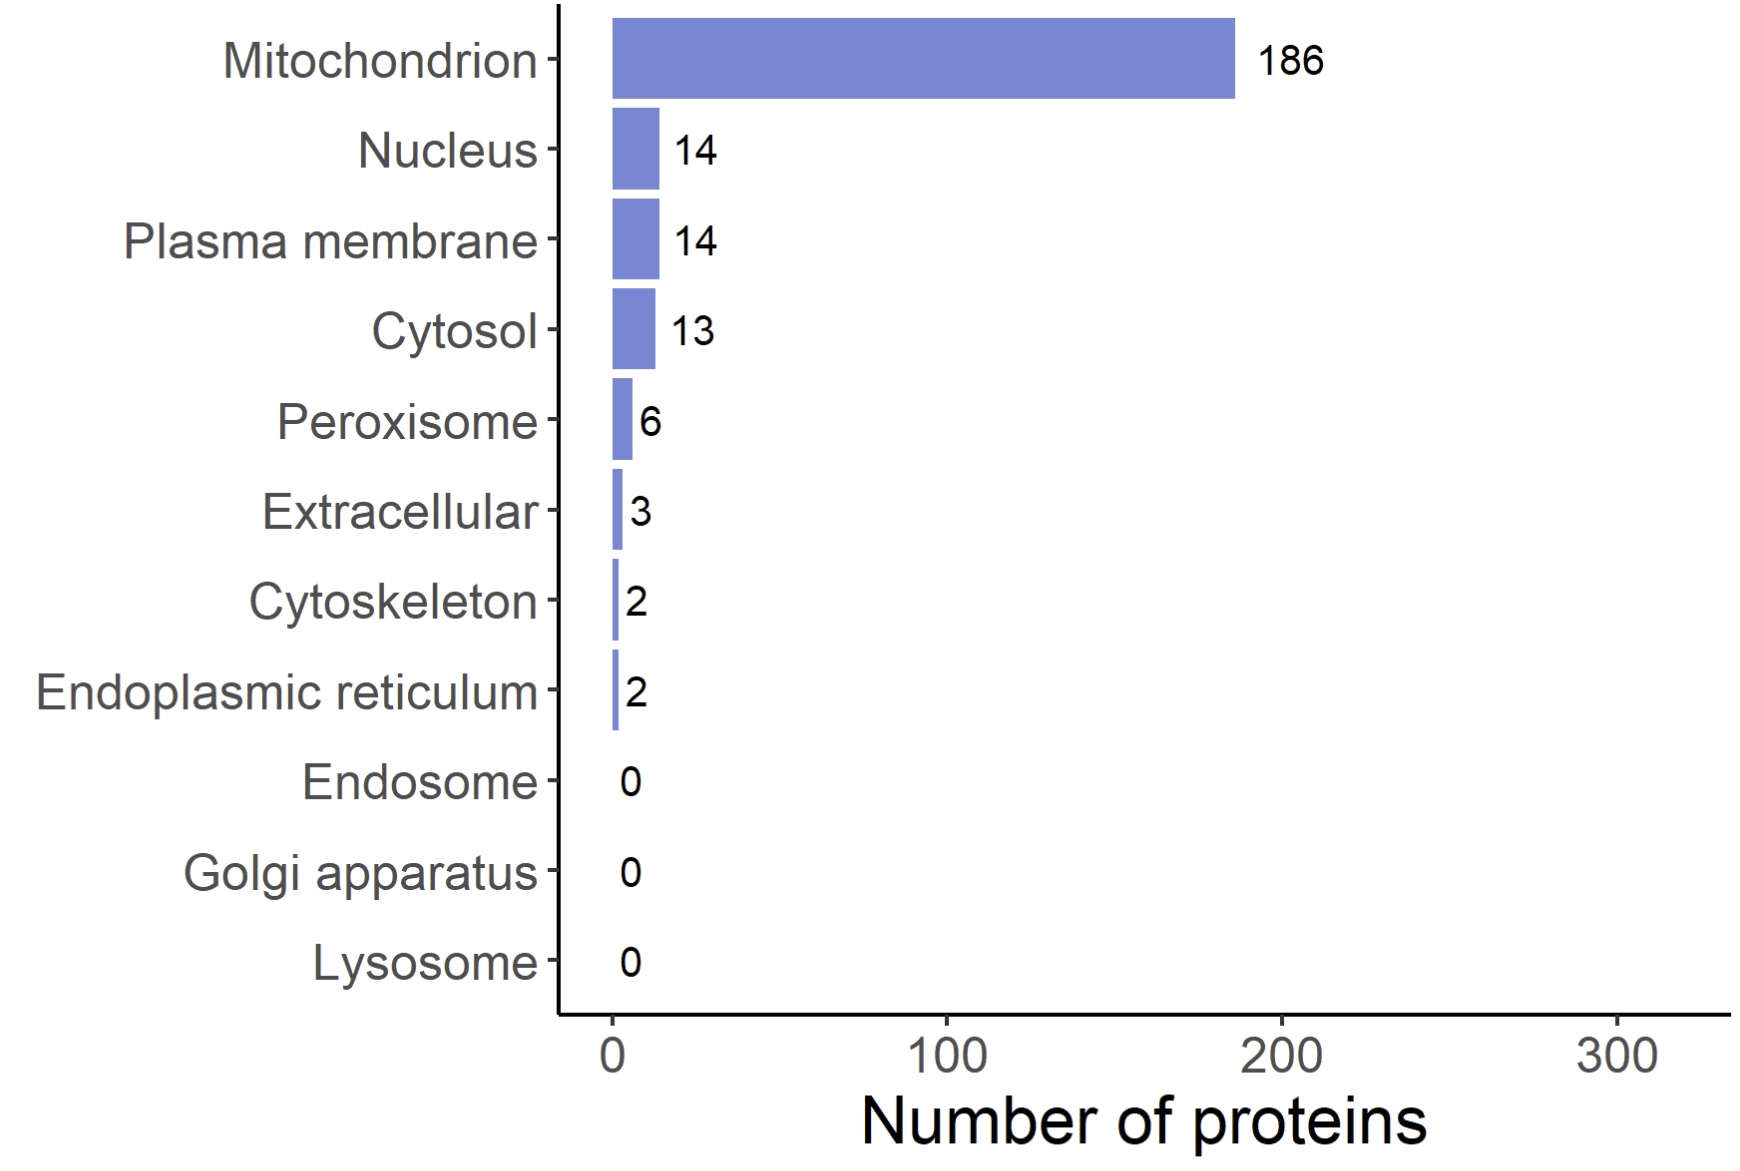 Mitochondrion 186
Nucleus 14
Plasma membrane 14
Cytosol 13
Peroxisome 6
Extracellular 3
Cytoskeleton 2
Endoplasmic reticulum 2
Endosome 0
Golgi apparatus 0
Lysosome 0
0 100 200 300
Number of proteins